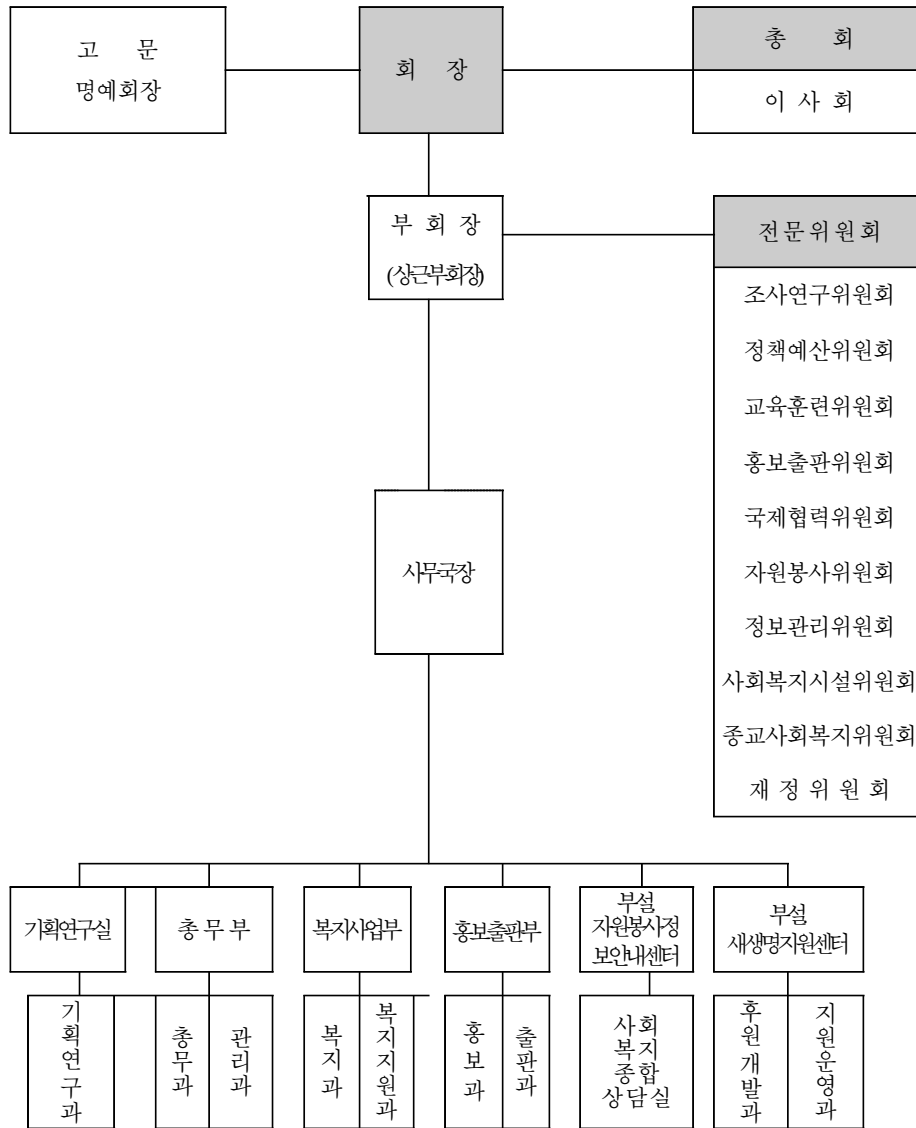 고 문
명예회장
회 장
총 회
이 사 회
부 회 장
(상근부회장)
전문위원회
조사연구위원회
정책예산위원회
교육훈련위원회
홍보출판위원회
국제협력위원회
자원봉사위원회
정보관리위원회
사회복지시설위원회
종교사회복지위원회
재 정 위 원 회
사무국장
기획연구실
총 무 부
복지사업부
홍보출판부
부설
자원봉사정
보안내센터
부설
새생명지원센터
기획연구과
총무과
관리과
복지과
복지지원과
홍보과
출판과
사회
복지
종합
상담실
후원개발과
지원운영과